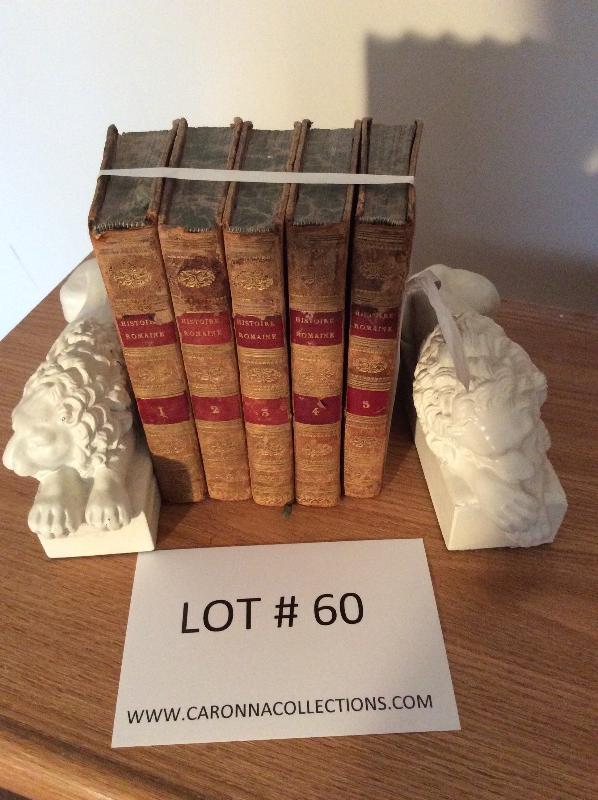 HISTOIRE
ROMAINE
1
HISTOIRE
ROMAINE
2
HISTOIRE
ROMAINE
3
HISTOIRE
ROMAINE
4
HISTOIRE
ROMAINE
5
LOT # 60
WWW.CARONNACOLLECTIONS.COM